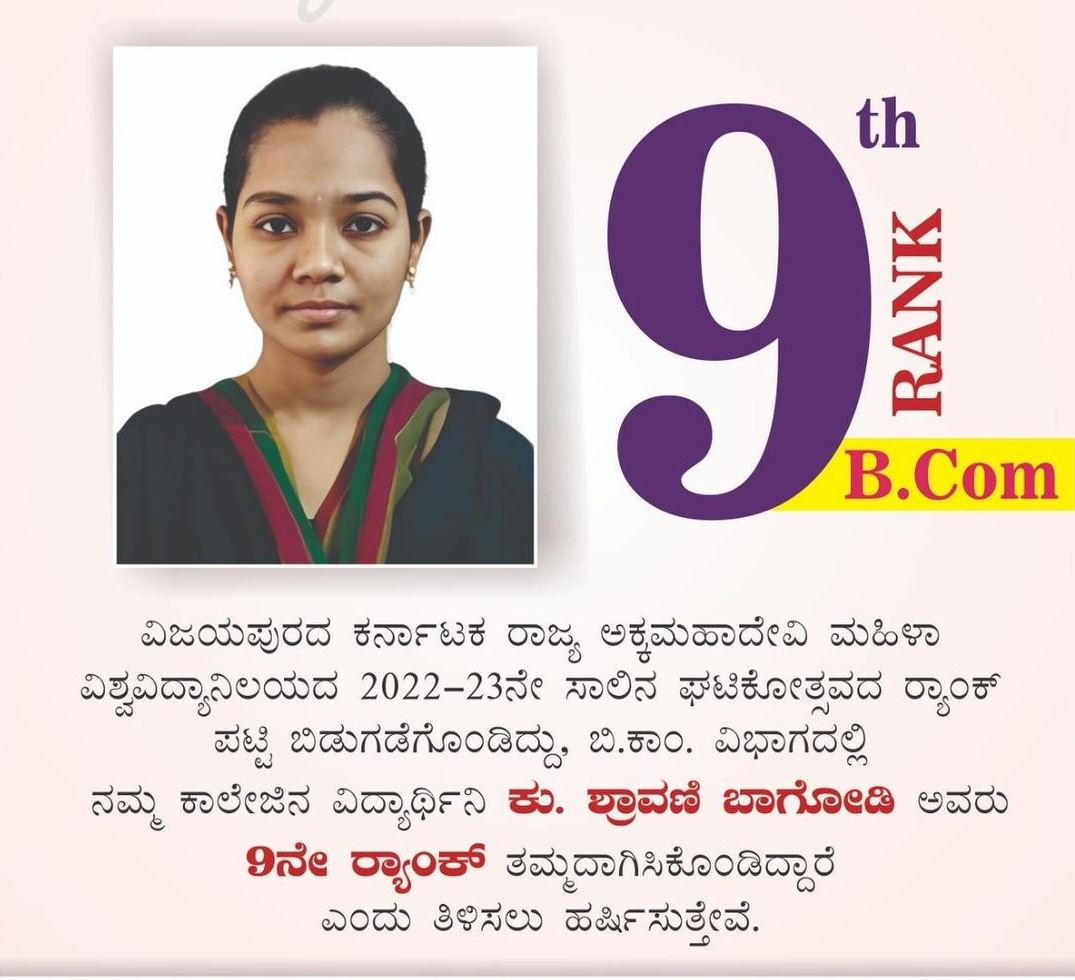 9th
RANK
B.Com
ವಿಜಯಪುರದ ಕರ್ನಾಟಕ ರಾಜ್ಯ ಅಕ್ಕಮಹಾದೇವಿ ಮಹಿಳಾ
ವಿಶ್ವವಿದ್ಯಾನಿಲಯದ 2022–23ನೇ ಸಾಲಿನ ಘಟಿಕೋತ್ಸವದ ರ‍್ಯಾಂಕ್
ಪಟ್ಟಿ ಬಿಡುಗಡೆಗೊಂಡಿದ್ದು, ಬಿ.ಕಾಂ. ವಿಭಾಗದಲ್ಲಿ
ನಮ್ಮ ಕಾಲೇಜಿನ ವಿದ್ಯಾರ್ಥಿನಿ ಕು. ಶ್ರಾವಣಿ ಬಾಗೋಡಿ ಅವರು
9ನೇ ರ‍್ಯಾಂಕ್ ತಮ್ಮದಾಗಿಸಿಕೊಂಡಿದ್ದಾರೆ
ಎಂದು ತಿಳಿಸಲು ಹರ್ಷಿಸುತ್ತೇವೆ.